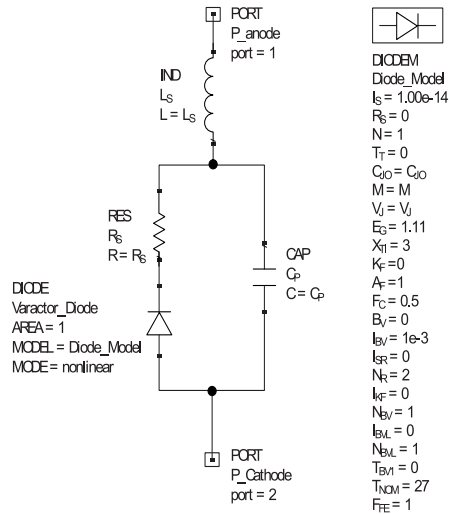 PORT
P_anode
port = 1
IND
LS
L = LS
RES
RS
R = RS
CAP
CP
C = CP
DIODE
Varactor_Diode
AREA = 1
MODEL = Diode_Model
MODE = nonlinear
PORT
P_Cathode
port = 2
DIODEM
Diode_Model
IS = 1.00e-14
RS = 0
N = 1
TT = 0
CJO = CJO
M = M
VJ = VJ
EG = 1.11
XTI = 3
KF =0
AF =1
FC = 0.5
BV = 0
IBV = 1e-3
ISR = 0
NR = 2
IKF = 0
NBV = 1
IBVL = 0
NBVL = 1
TBV1 = 0
TNOM = 27
FFE = 1